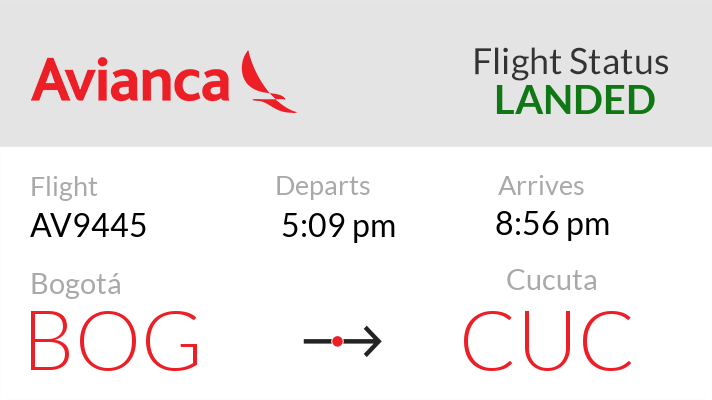 Avianca
Flight Status
LANDED
Flight
Departs
Arrives
AV9445
5:09 pm
8:56 pm
Bogotá
Cucuta
BOG
CUC